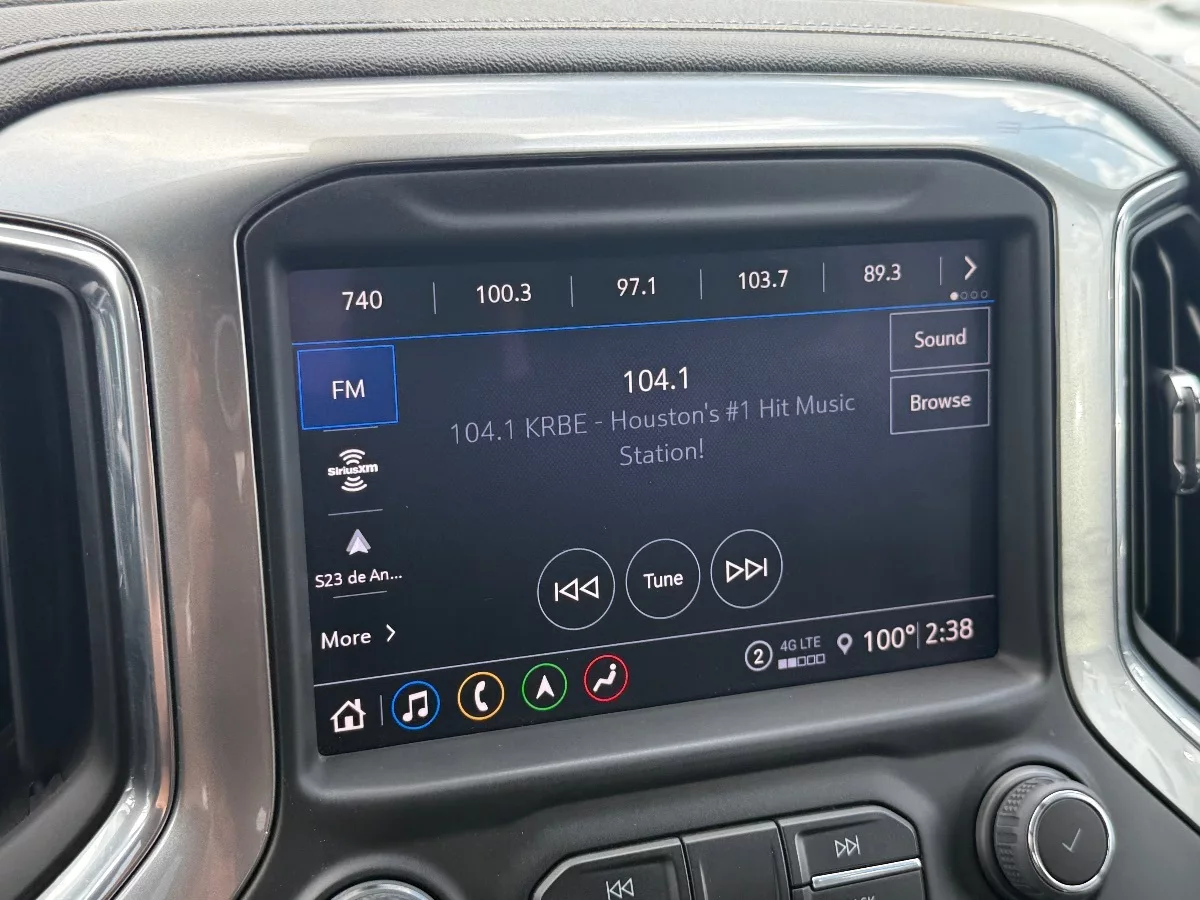 740 100.3 97.1 103.7 89.3
FM
104.1
104.1 KRBE - Houston's #1 Hit Music
Station!
Sound
Browse
SiriusXM
S23 de An...
More
Tune
2 4G LTE 100° 2:38